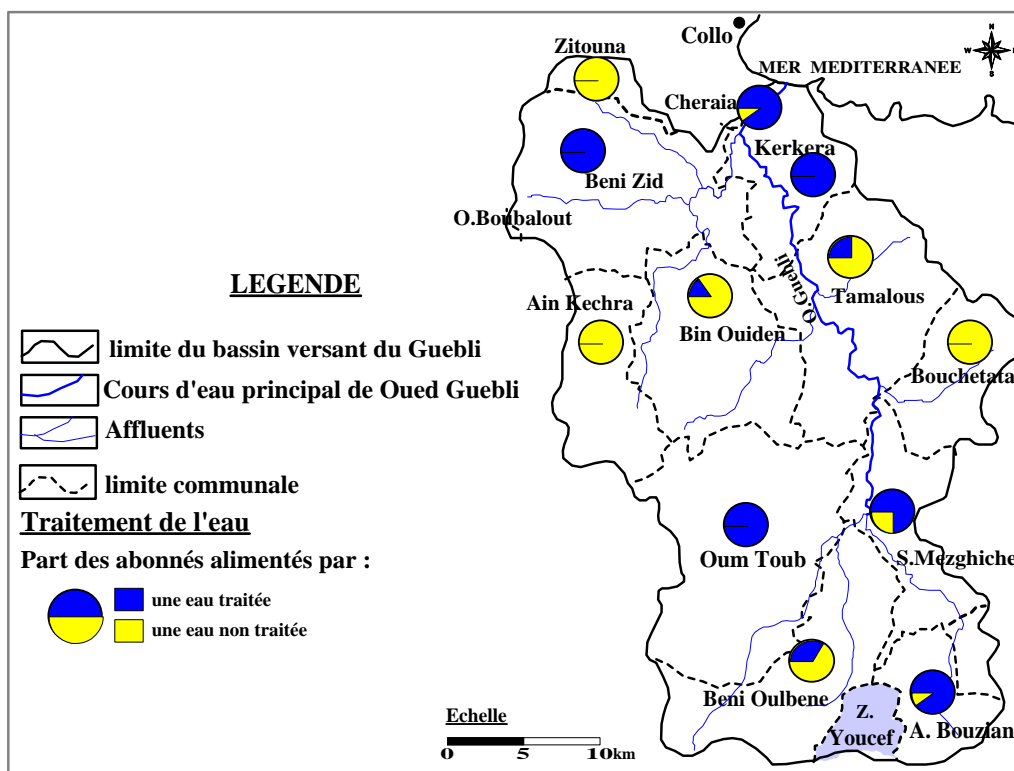 Collo
N
W
E
S
Zitouna
MER MEDITERRANEE
Cheraia
Kerkera
Beni Zid
O.Boubalout
O.Guebli
LEGENDE
Ain Kechra
Tamalous
Bin Ouiden
limite du bassin versant du Guebli
Bouchetata
Cours d'eau principal de Oued Guebli
Affluents
limite communale
Traitement de l'eau
Oum Toub
S.Mezghiche
Part des abonnés alimentés par :
une eau traitée
une eau non traitée
Beni Oulbene
Z.
Youcef
A. Bouzian
Echelle
0 5 10km